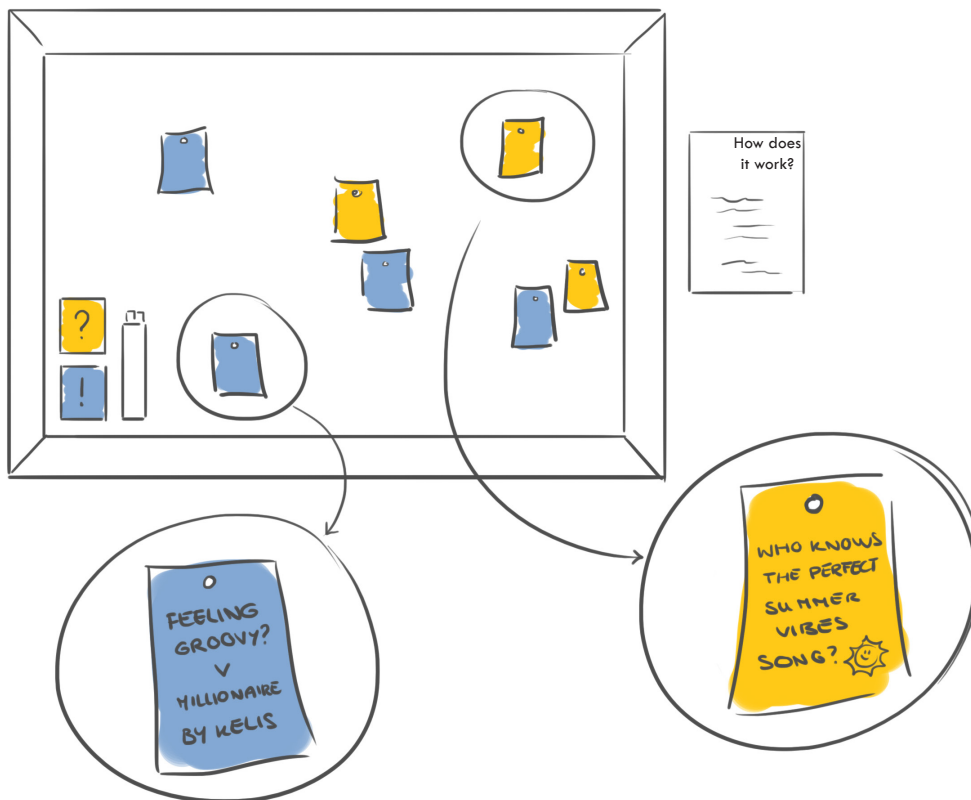 How does
it work?
?
!
FEELING
GROOVY?
V
MILLIONAIRE
BY KELIS
WHO KNOWS
THE PERFECT
SUMMER
VIBES
SONG?